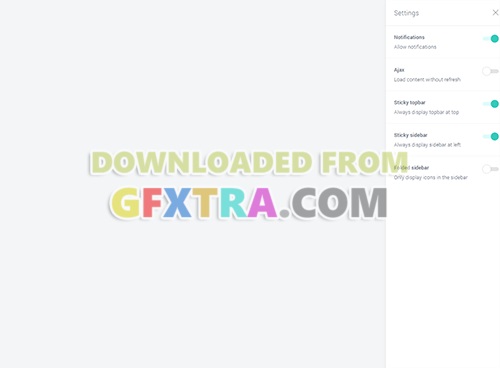 Settings
Notifications
Allow notifications
Ajax
Load content without refresh
Sticky topbar
Always display topbar at top
Sticky sidebar
Always display sidebar at left
Folded sidebar
Only display icons in the sidebar
DOWNLOADED FROM
GFXTRA.COM